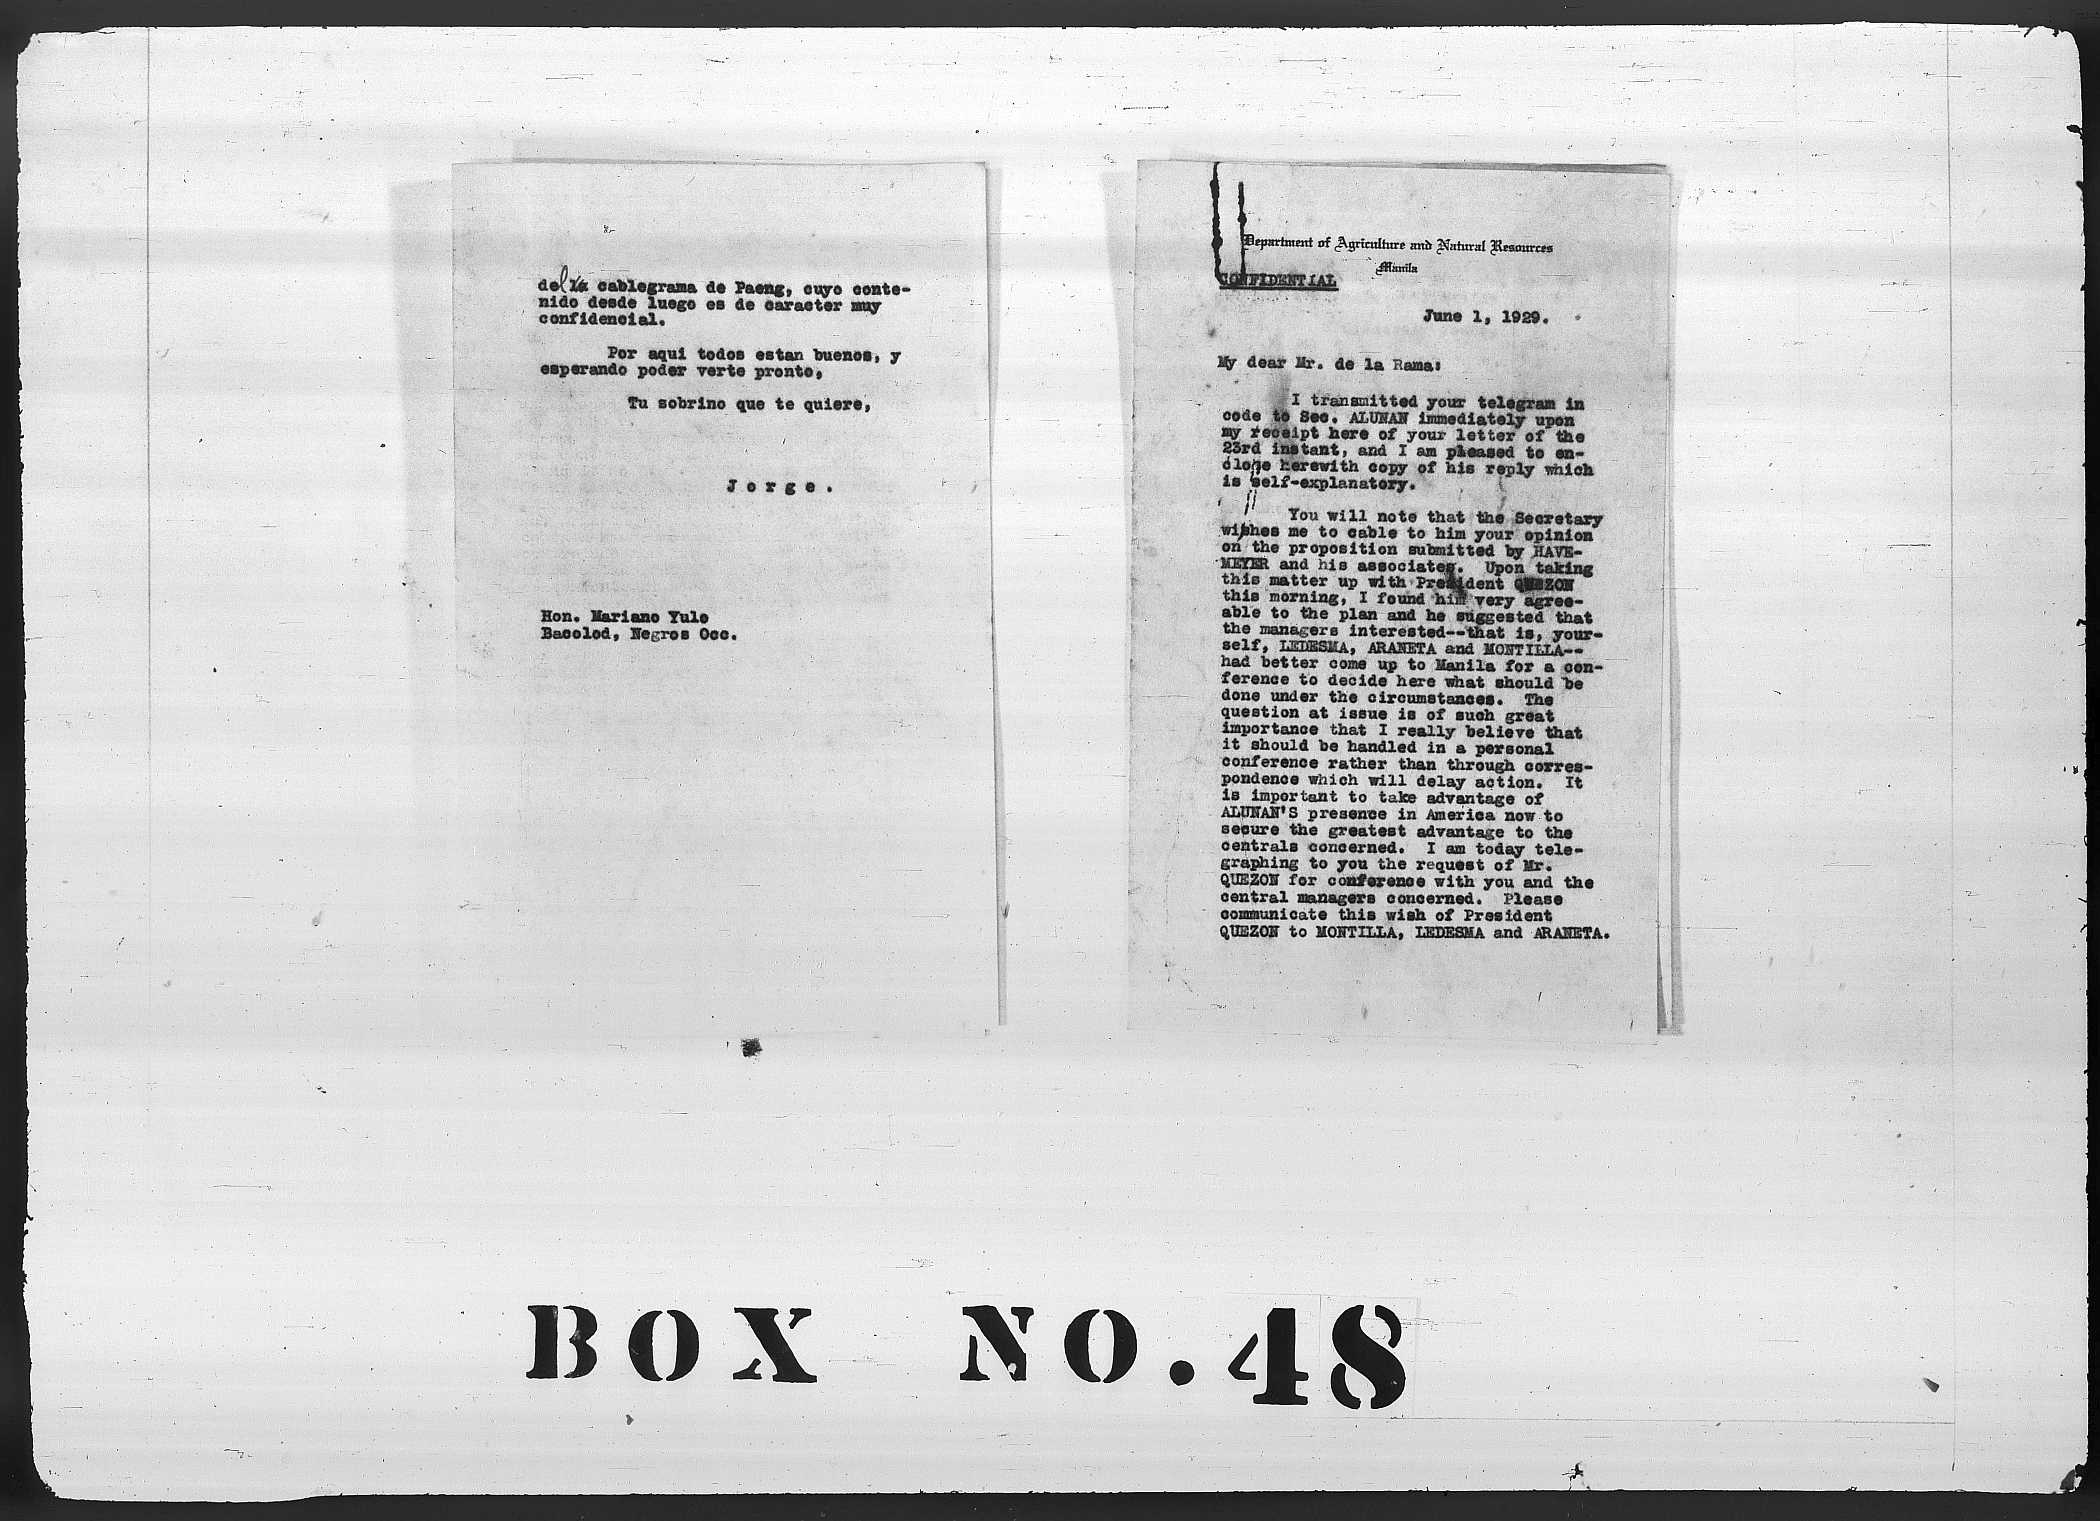 del cablegrama de Paeng, cuyo conte-
nido desde luego es de caracter muy
confidencial.
Por aqui todos estan buenos, y
esperando poder verte pronto,
Tu sobrino que te quiere,
Jorge.
Hon. Mariano Yulo
Bacolod, Negros Occ.
Department of Agriculture and Natural Resources
Manila
CONFIDENTIAL
June 1, 1929.
My dear Mr. de la Rama:
I transmitted your telegram in
code to Sec. ALUNAN immediately upon
my receipt here of your letter of the
23rd instant, and I am pleased to en-
close herewith copy of his reply which
is self-explanatory.
You will note that the Secretary
wishes me to cable to him your opinion
on the proposition submitted by HAVE-
MEYER and his associates. Upon taking
this matter up with President QUEZON
this morning, I found him very agree-
able to the plan and he suggested that
the managers interested--that is, your-
self, LEDESMA, ARANETA and MONTILLA--
had better come up to Manila for a con-
ference to decide here what should be
done under the circumstances. The
question at issue is of such great
importance that I really believe that
it should be handled in a personal
conference rather than through corres-
pondence which will delay action. It
is important to take advantage of
ALUNAN'S presence in America now to
secure the greatest advantage to the
centrals concerned. I am today tele-
graphing to you the request of Mr.
QUEZON for conference with you and the
central managers concerned. Please
communicate this wish of President
QUEZON to MONTILLA, LEDESMA and ARANETA.
BOX NO. 48